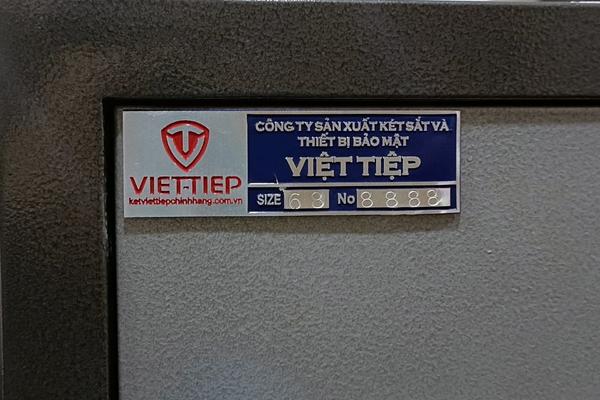 VIET-TIEP
ketviettiepchinhhang.com.vn
CÔNG TY SẢN XUẤT KÉT SẮT VÀ
THIẾT BỊ BẢO MẬT
VIỆT TIỆP
SIZE 68 No 8888